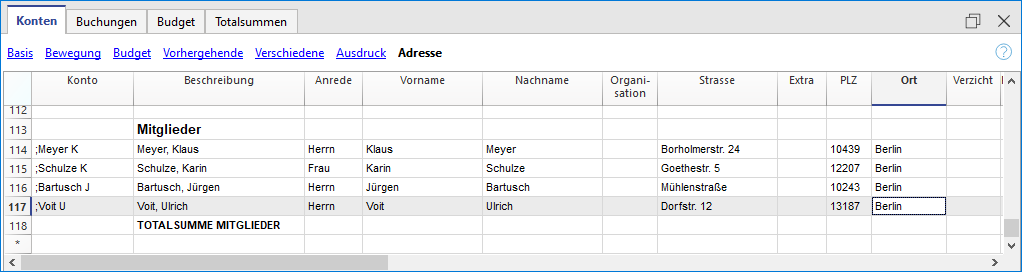 Konten Buchungen Budget Totalsummen
Basis Bewegung Budget Vorhergehende Verschiedene Ausdruck Adresse
Konto Beschreibung Anrede Vorname Nachname Organi-sation Strasse Extra PLZ Ort Verzicht
112
113 Mitglieder
114 ;Meyer K Meyer, Klaus Herrn Klaus Meyer Borholmerstr. 24 10439 Berlin
115 ;Schulze K Schulze, Karin Frau Karin Schulze Goethestr. 5 12207 Berlin
116 ;Bartusch J Bartusch, Jürgen Herrn Jürgen Bartusch Mühlenstraße 10243 Berlin
117 ;Voit U Voit, Ulrich Herrn Voit Ulrich Dorfstr. 12 13187 Berlin
118 TOTALSUMME MITGLIEDER
*